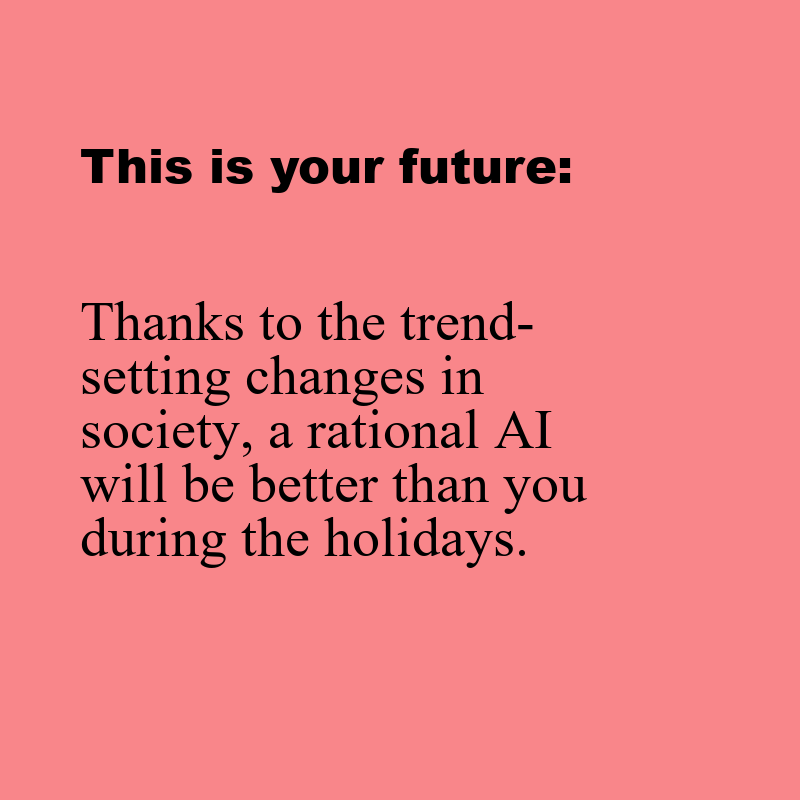 This is your future:
Thanks to the trend-
setting changes in
society, a rational AI
will be better than you
during the holidays.